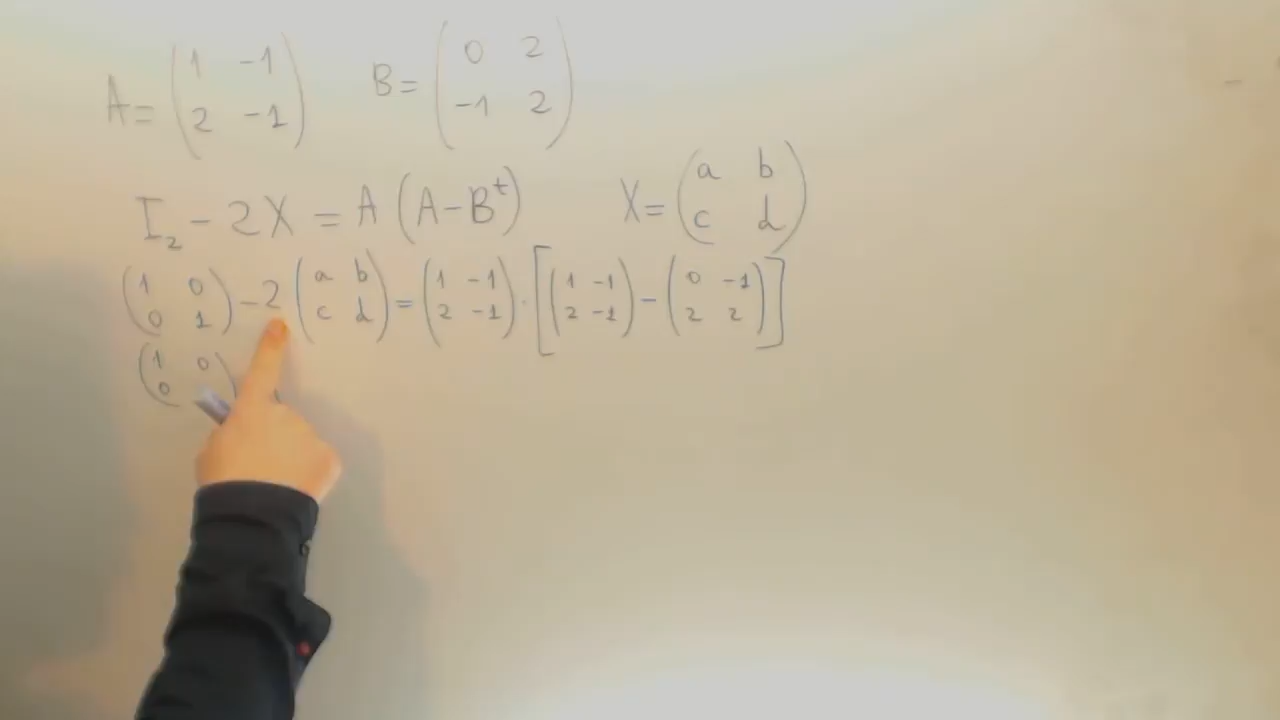 A = ( 1 -1 ; 2 -1 )   B = ( 0 2 ; -1 2 )
I₂ - 2X = A (A - Bᵗ)   X = ( a b ; c d )
( 1 0 ; 0 1 ) - 2 ( a b ; c d ) = ( 1 -1 ; 2 -1 ) · [ ( 1 -1 ; 2 -1 ) - ( 0 -1 ; 2 2 ) ]
( 1 0 ; 0